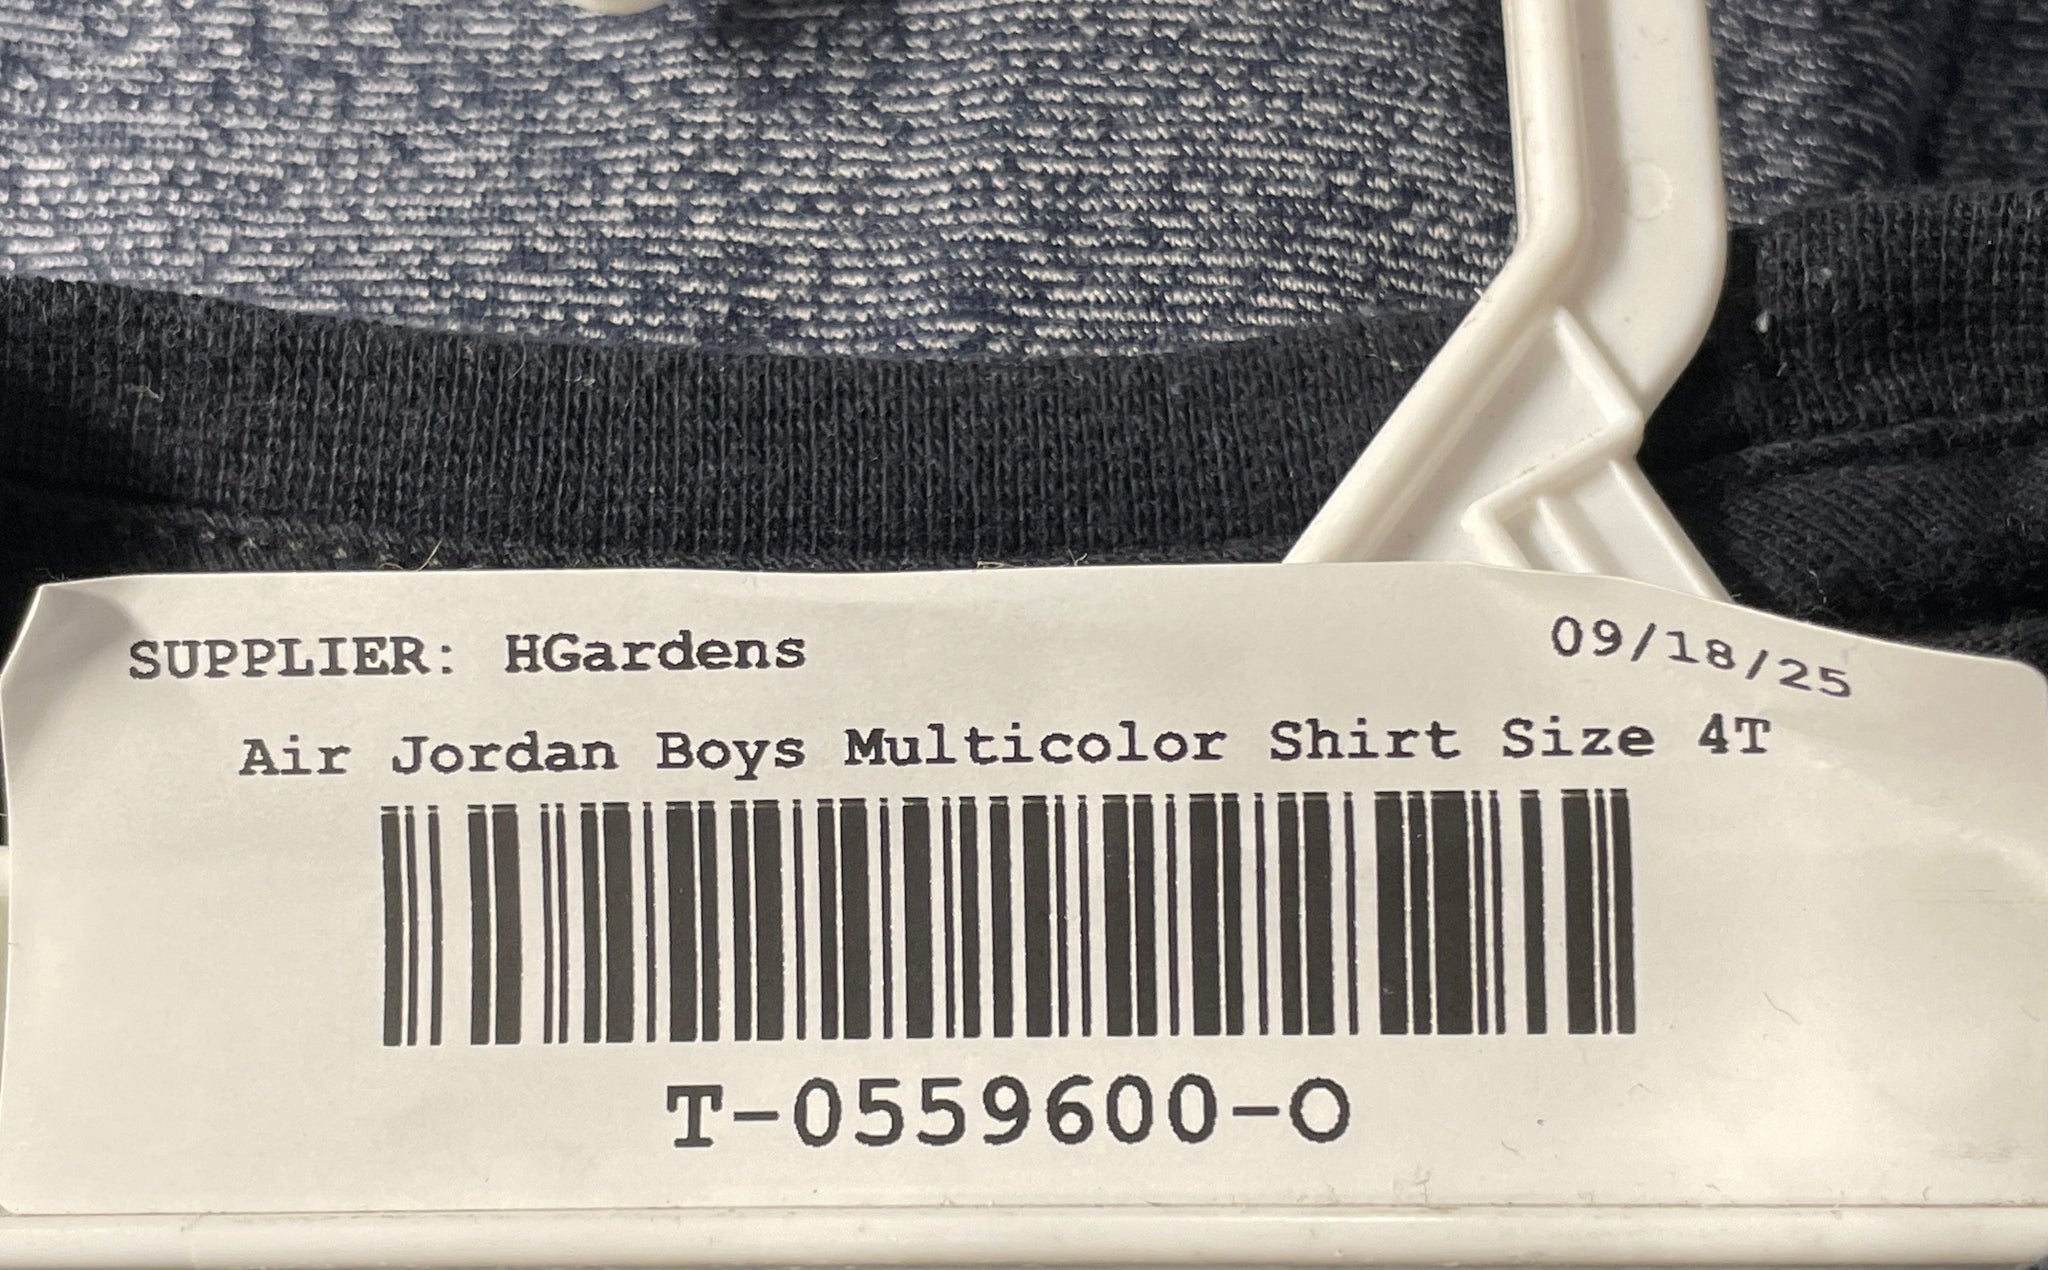 SUPPLIER: HGardens 09/18/25
Air Jordan Boys Multicolor Shirt Size 4T
T-0559600-O